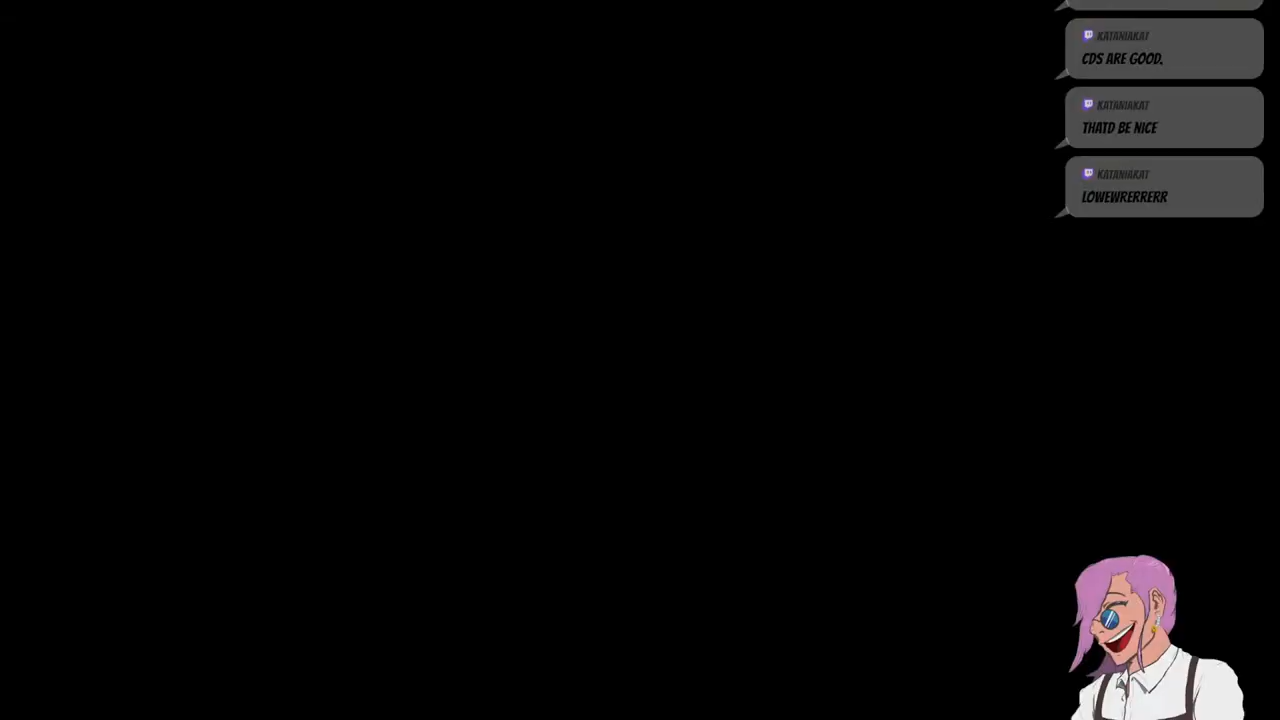 KATANIAKAT
CDS ARE GOOD.
KATANIAKAT
THATD BE NICE
KATANIAKAT
LOWEWRERRERR